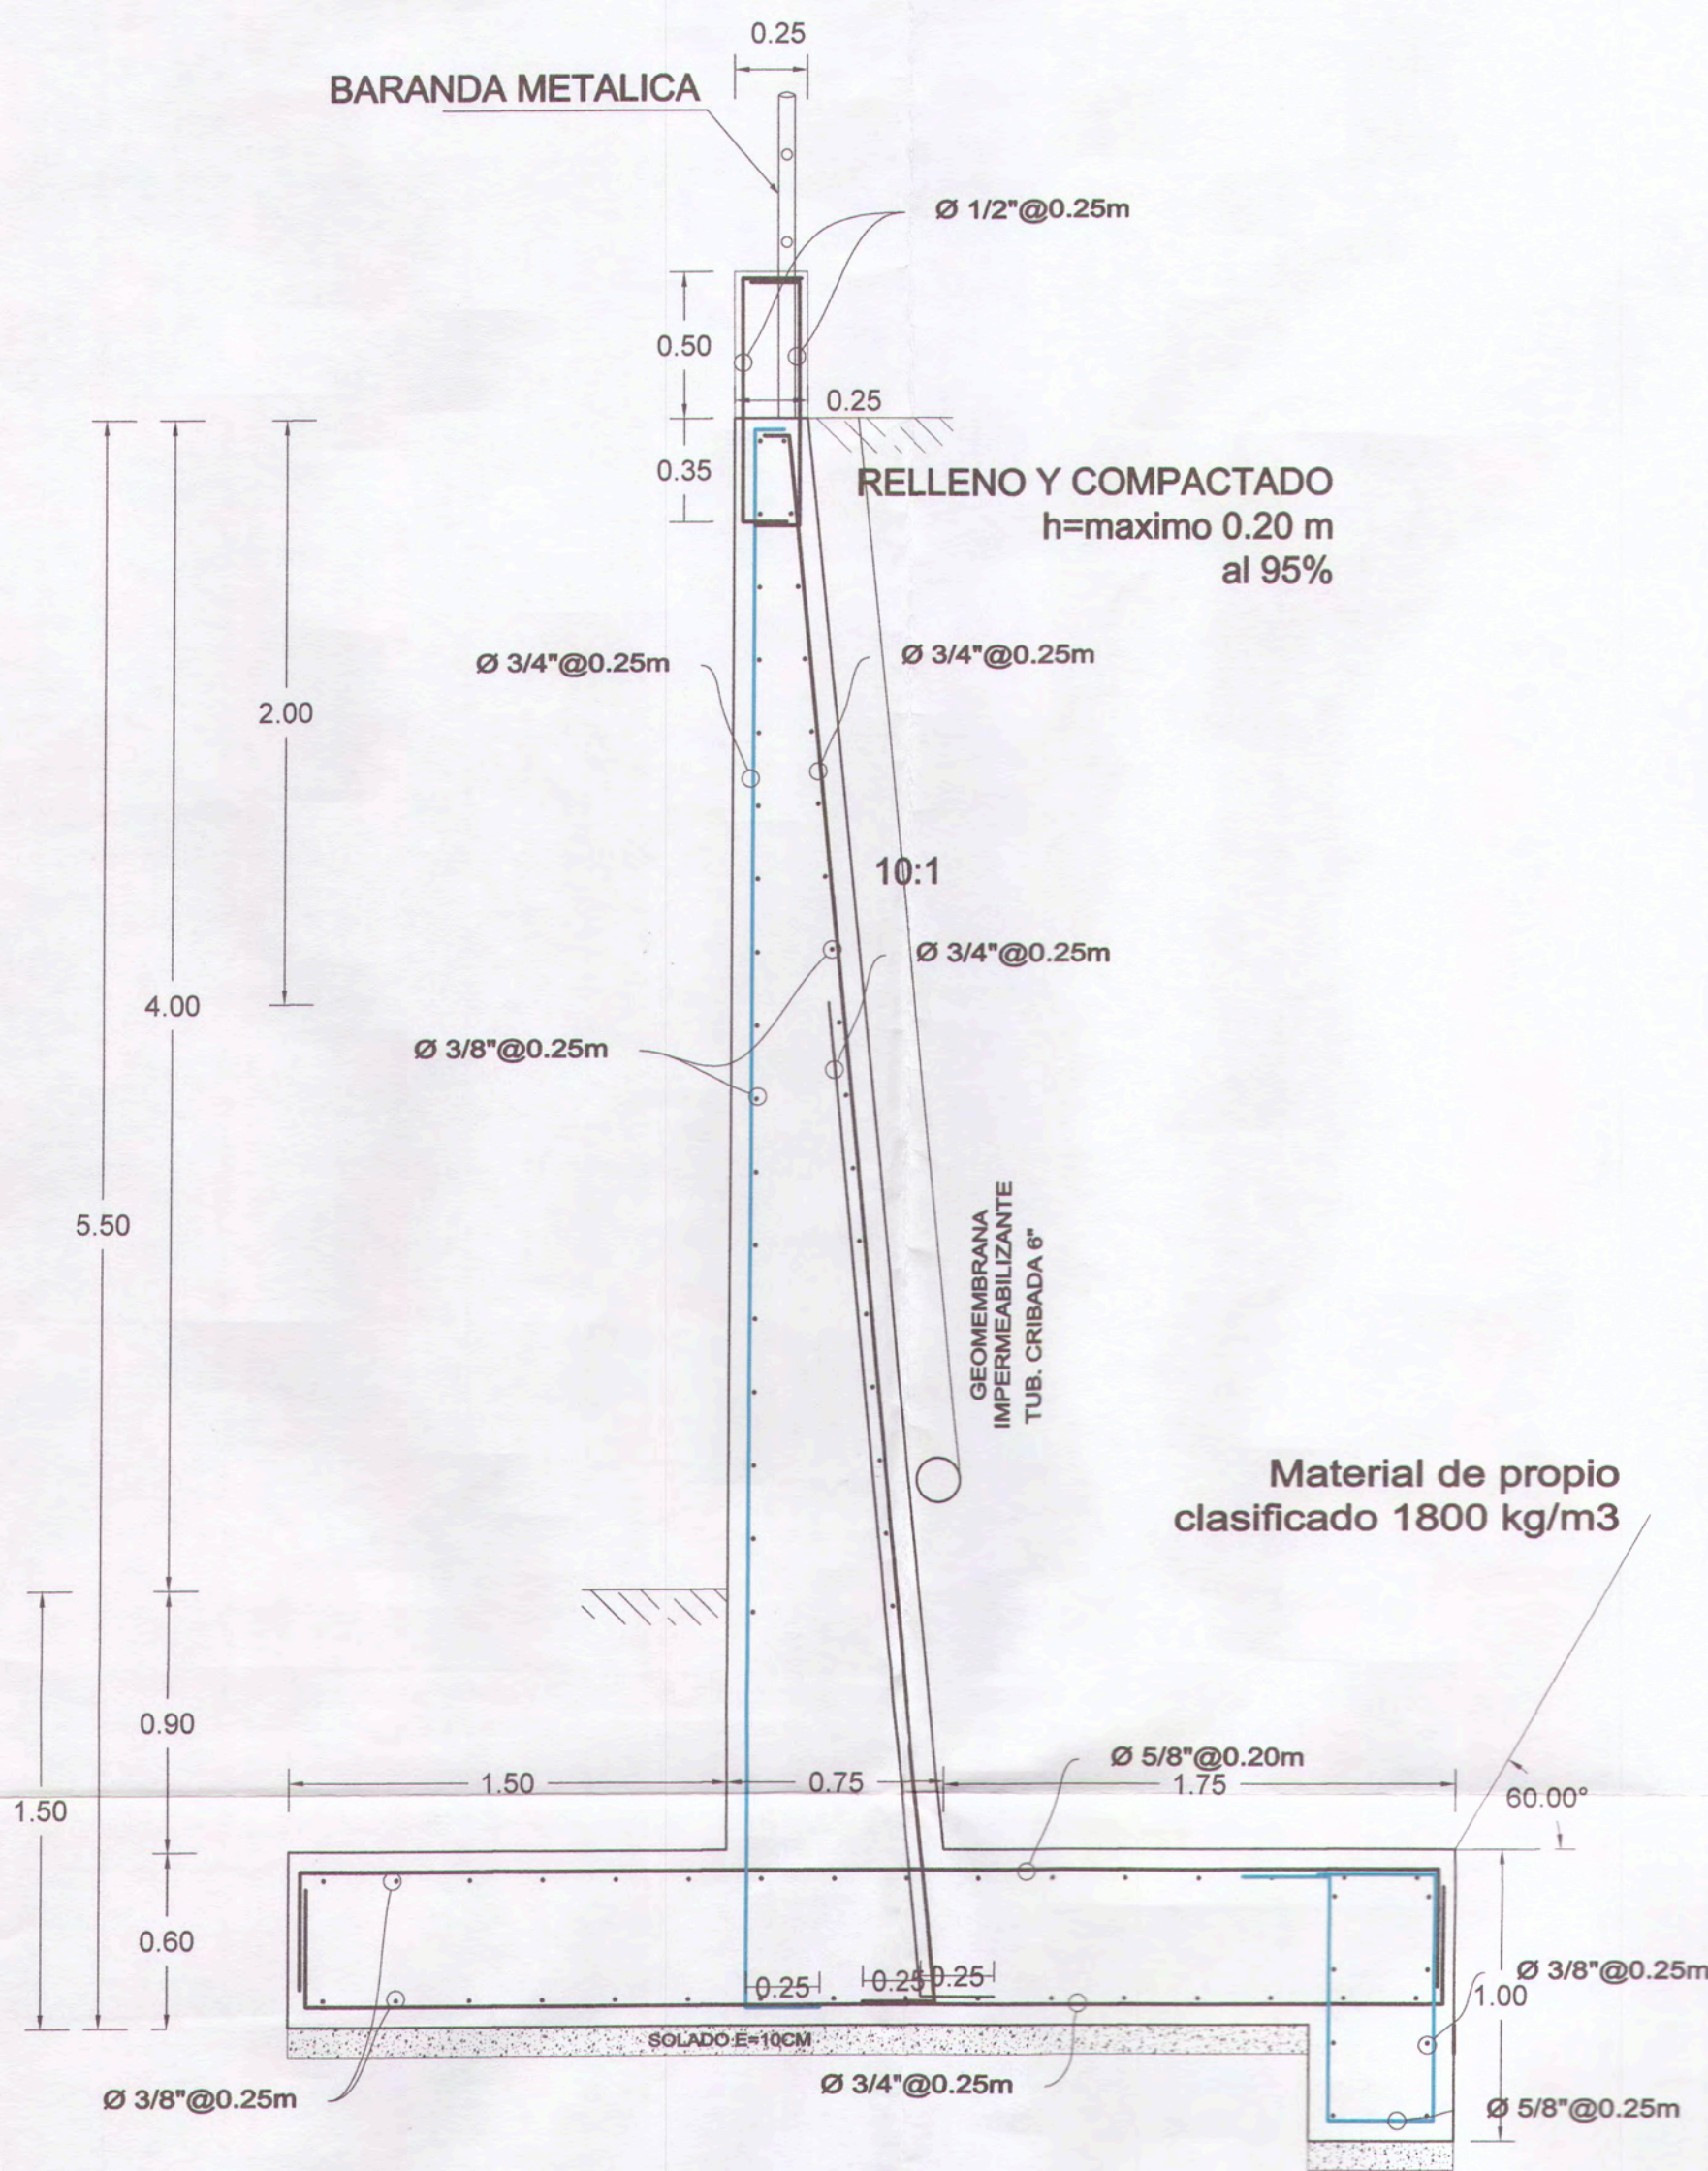 0.25
BARANDA METALICA
Ø 1/2"@0.25m
0.50
0.25
0.35
RELLENO Y COMPACTADO
h=maximo 0.20 m
al 95%
Ø 3/4"@0.25m
Ø 3/4"@0.25m
2.00
10:1
Ø 3/4"@0.25m
4.00
Ø 3/8"@0.25m
5.50
GEOMEMBRANA
IMPERMEABILIZANTE
TUB. CRIBADA 6"
Material de propio
clasificado 1800 kg/m3
0.90
1.50
0.75
Ø 5/8"@0.20m
1.75
60.00°
1.50
0.60
0.25
0.25
0.25
Ø 3/8"@0.25m
1.00
SOLADO E=10CM
Ø 3/8"@0.25m
Ø 3/4"@0.25m
Ø 5/8"@0.25m